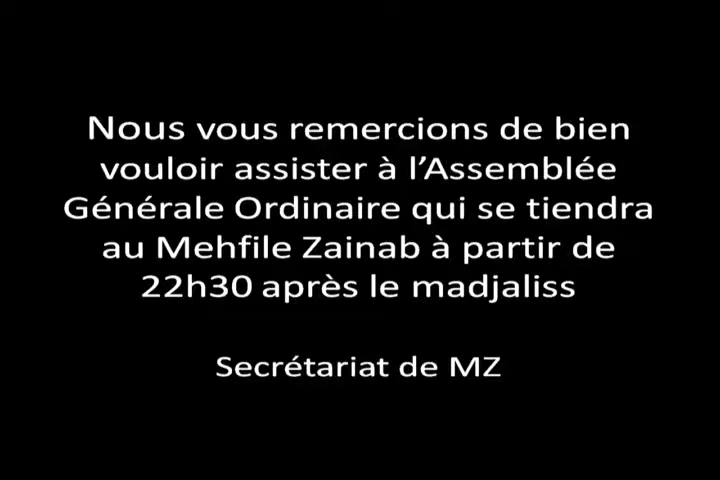 Nous vous remercions de bien
vouloir assister à l’Assemblée
Générale Ordinaire qui se tiendra
au Mehfile Zainab à partir de
22h30 après le madjaliss
Secrétariat de MZ